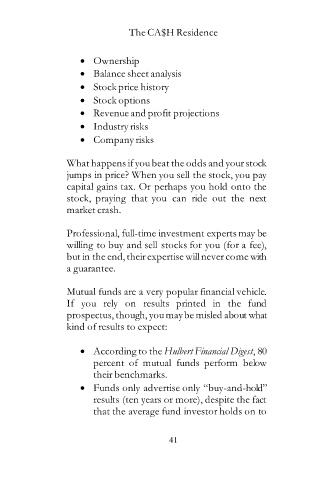 The CA$H Residence
• Ownership
• Balance sheet analysis
• Stock price history
• Stock options
• Revenue and profit projections
• Industry risks
• Company risks
What happens if you beat the odds and your stock
jumps in price? When you sell the stock, you pay
capital gains tax. Or perhaps you hold onto the
stock, praying that you can ride out the next
market crash.
Professional, full-time investment experts may be
willing to buy and sell stocks for you (for a fee),
but in the end, their expertise will never come with
a guarantee.
Mutual funds are a very popular financial vehicle.
If you rely on results printed in the fund
prospectus, though, you may be misled about what
kind of results to expect:
• According to the Hulbert Financial Digest, 80
percent of mutual funds perform below
their benchmarks.
• Funds only advertise only “buy-and-hold”
results (ten years or more), despite the fact
that the average fund investor holds on to
41